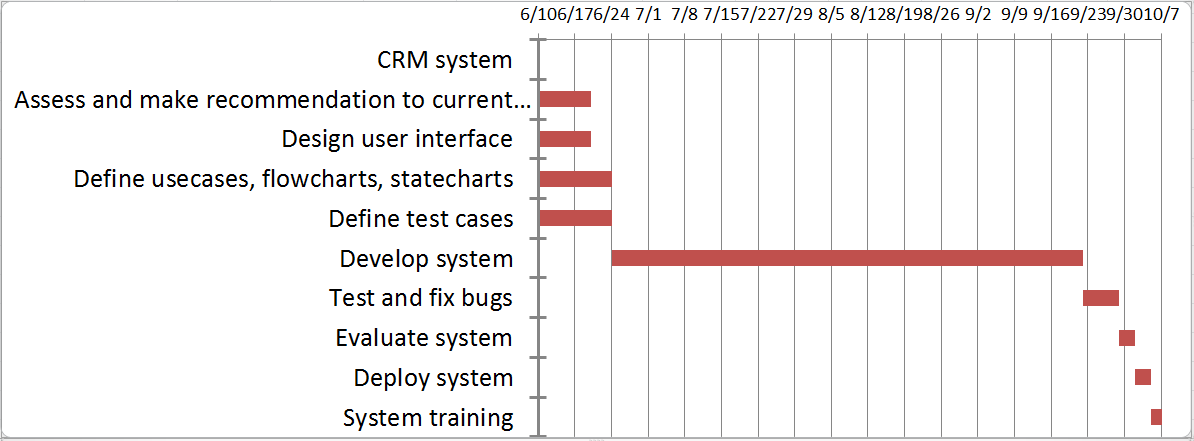 6/106/176/24 7/1 7/8 7/157/227/29 8/5 8/128/198/26 9/2 9/9 9/169/239/3010/7
CRM system
Assess and make recommendation to current...
Design user interface
Define usecases, flowcharts, statecharts
Define test cases
Develop system
Test and fix bugs
Evaluate system
Deploy system
System training